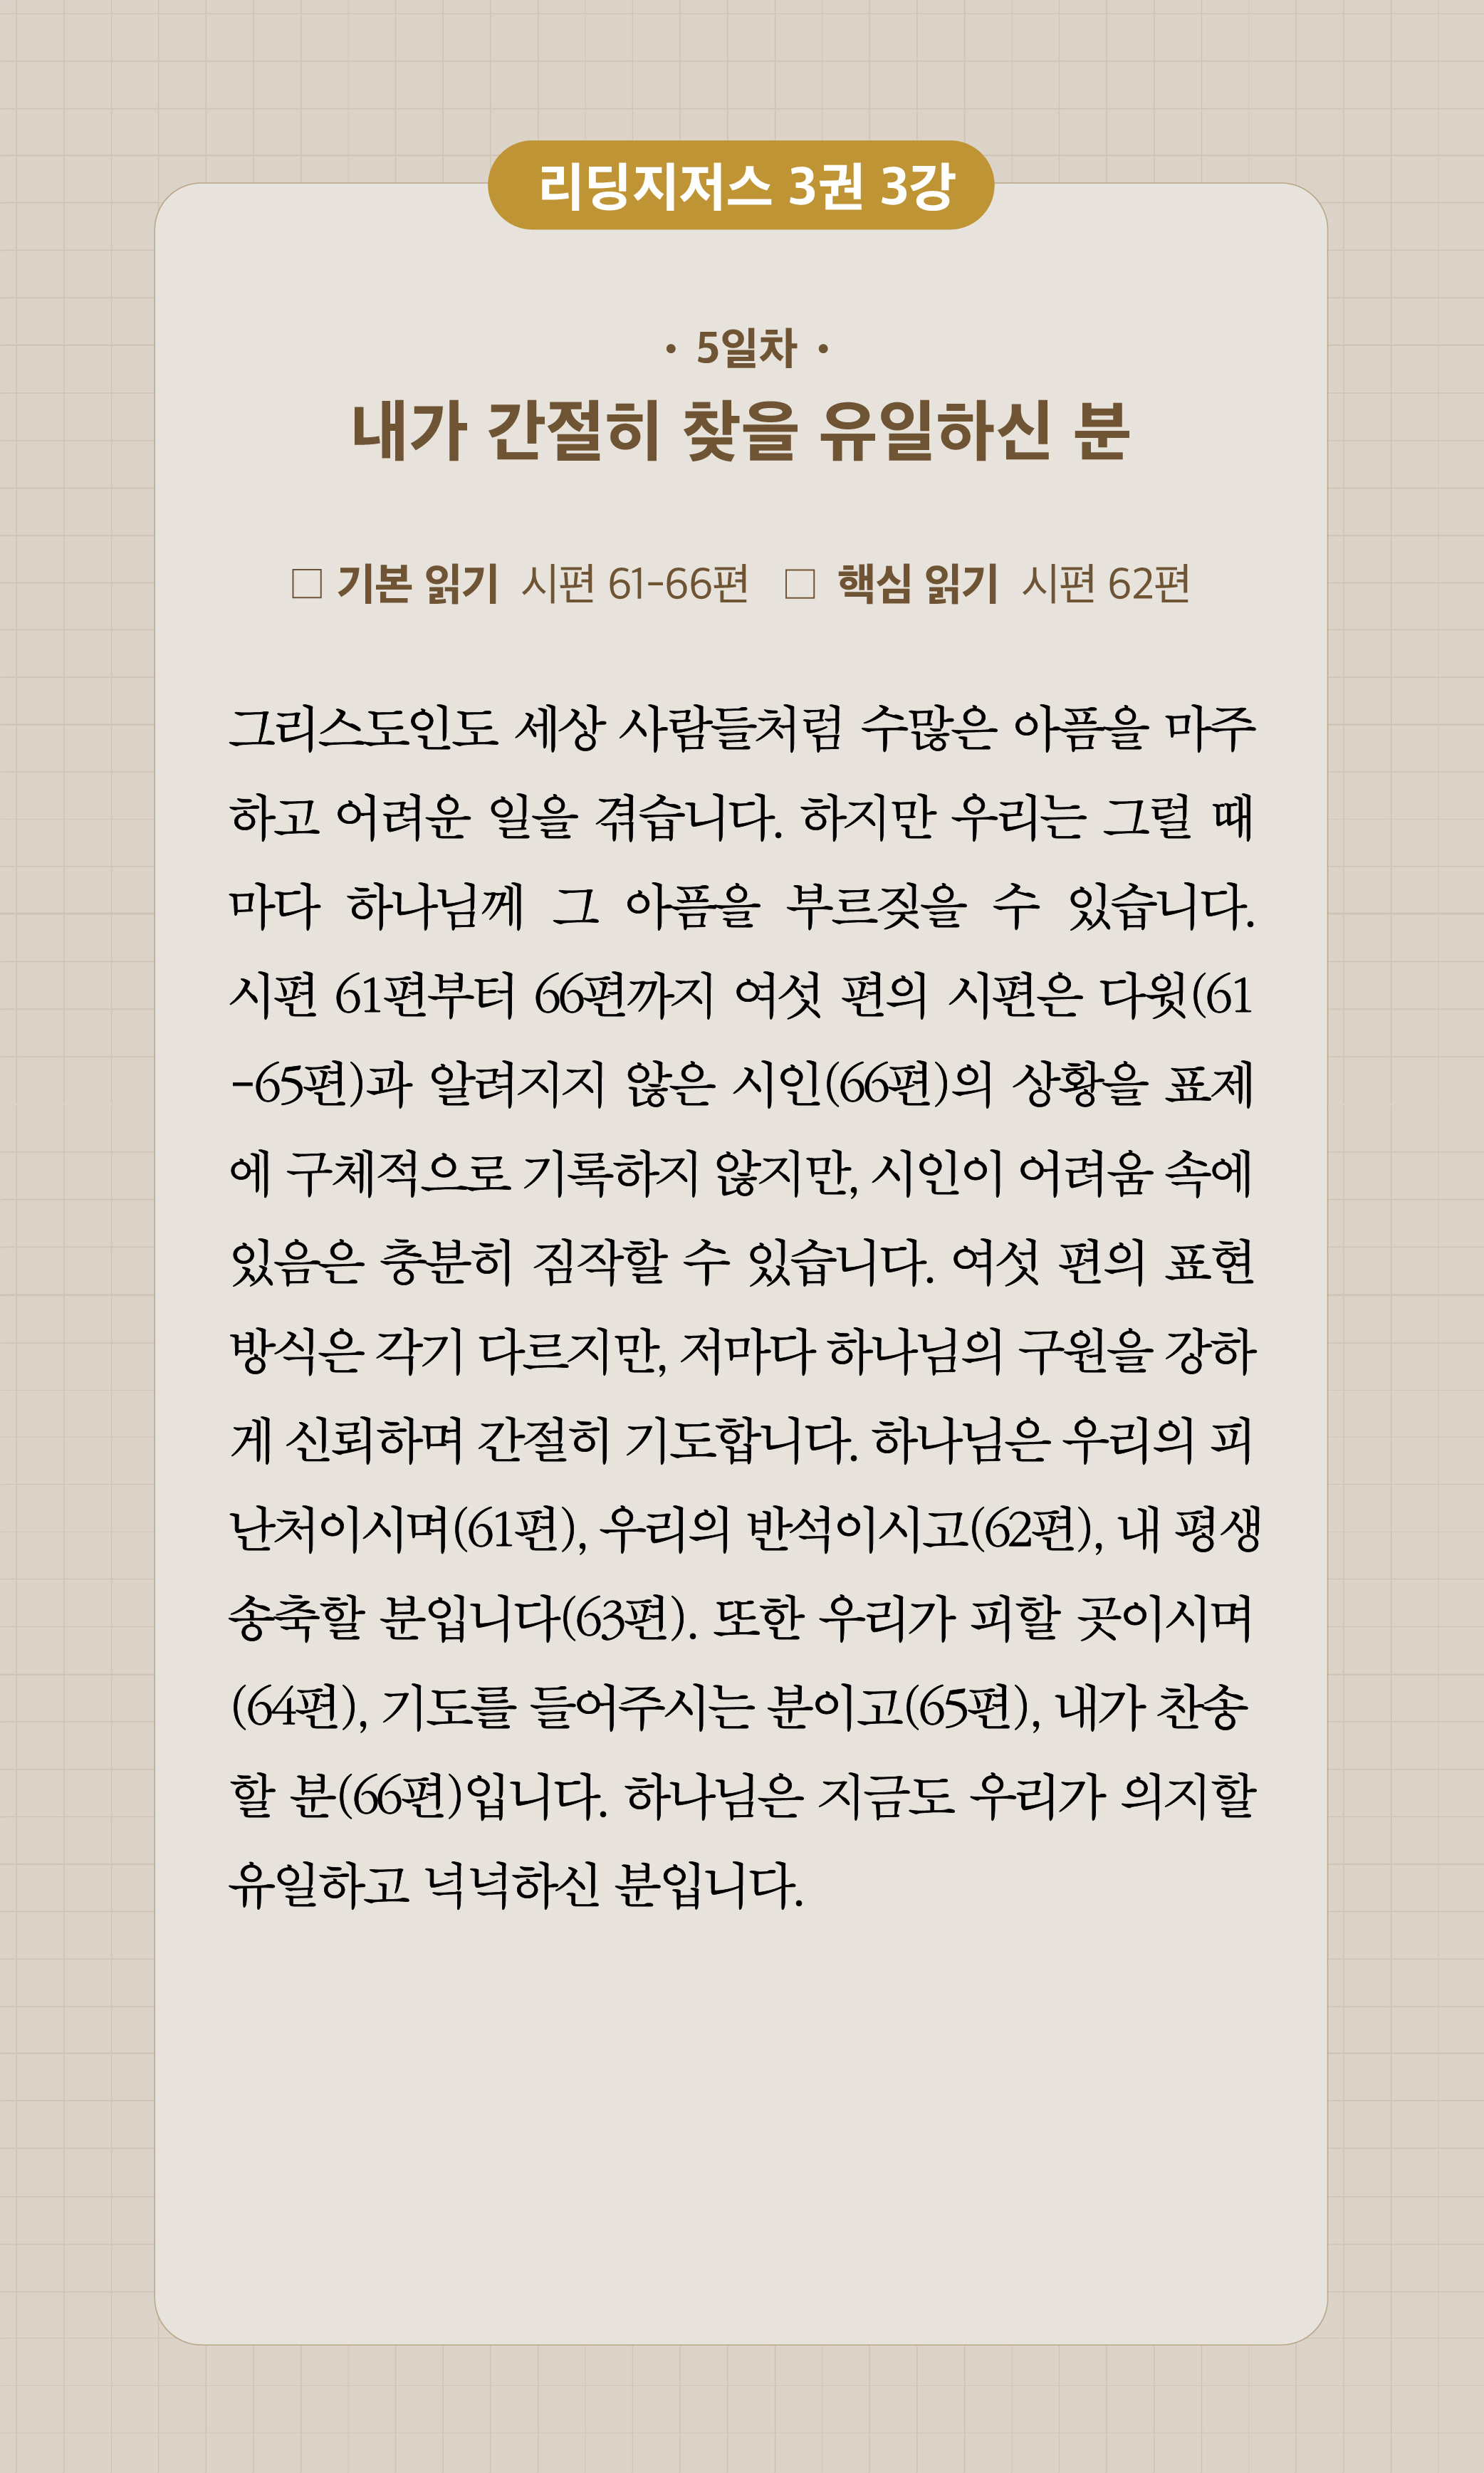 리딩지저스 3권 3강
· 5일차 ·
내가 간절히 찾을 유일하신 분
□ 기본 읽기 시편 61-66편 □ 핵심 읽기 시편 62편
그리스도인도 세상 사람들처럼 수많은 아픔을 마주
하고 어려운 일을 겪습니다. 하지만 우리는 그럴 때
마다 하나님께 그 아픔을 부르짖을 수 있습니다.
시편 61편부터 66편까지 여섯 편의 시편은 다윗(61
-65편)과 알려지지 않은 시인(66편)의 상황을 표제
에 구체적으로 기록하지 않지만, 시인이 어려움 속에
있음은 충분히 짐작할 수 있습니다. 여섯 편의 표현
방식은 각기 다르지만, 저마다 하나님의 구원을 강하
게 신뢰하며 간절히 기도합니다. 하나님은 우리의 피
난처이시며(61편), 우리의 반석이시고(62편), 내 평생
송축할 분입니다(63편). 또한 우리가 피할 곳이시며
(64편), 기도를 들어주시는 분이고(65편), 내가 찬송
할 분(66편)입니다. 하나님은 지금도 우리가 의지할
유일하고 넉넉하신 분입니다.